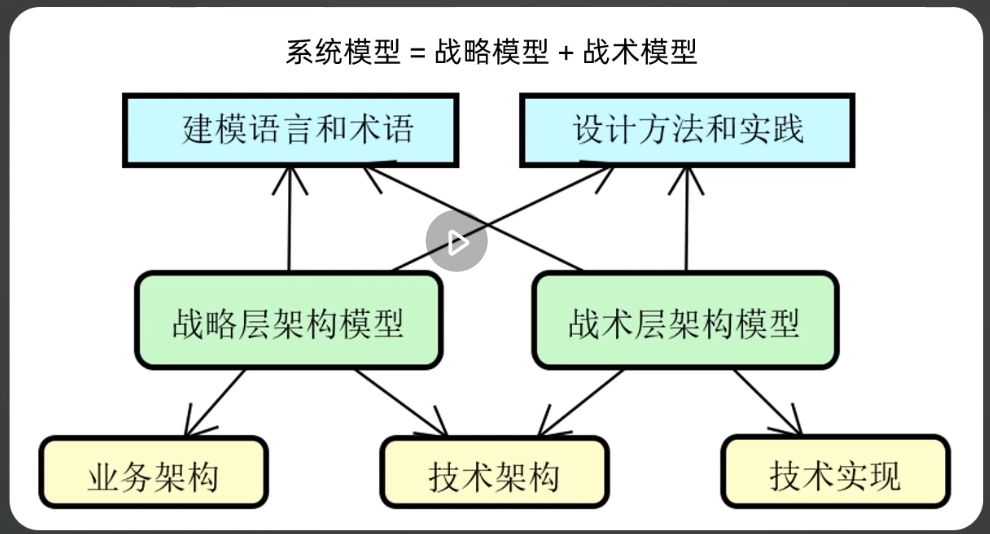 系统模型 = 战略模型 + 战术模型
建模语言和术语
设计方法和实践
战略层架构模型
战术层架构模型
业务架构
技术架构
技术实现